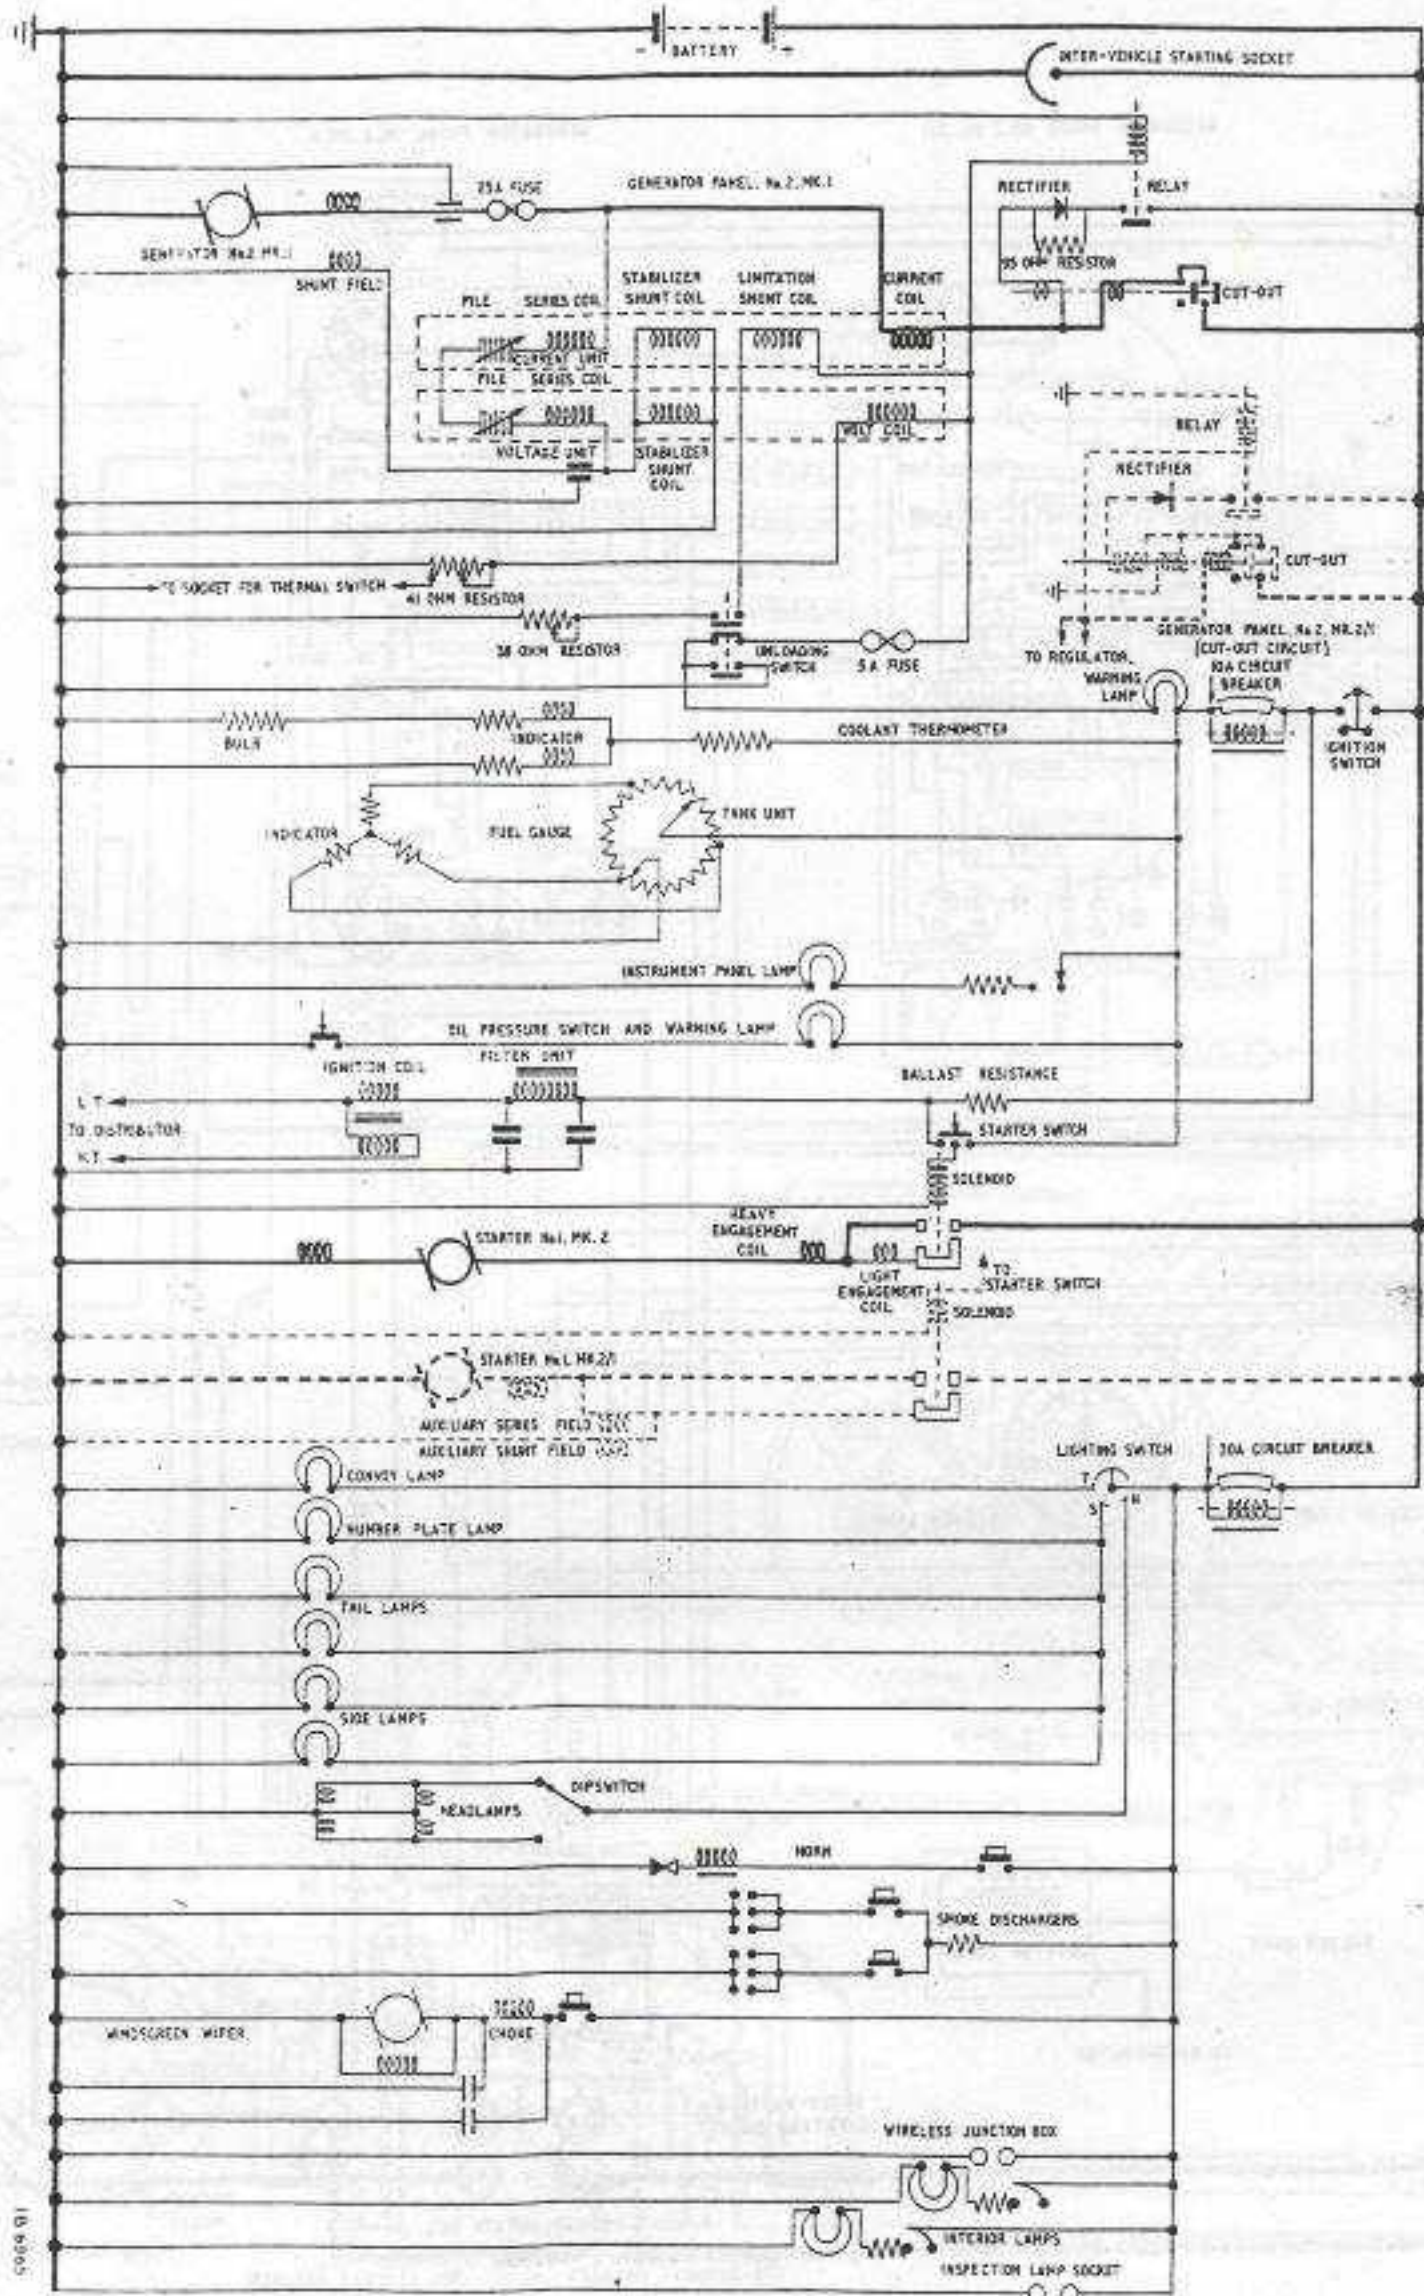 - BATTERY +
INTER-VEHICLE STARTING SOCKET
25A FUSE
GENERATOR PANEL, No.2, MK.1
RECTIFIER
RELAY
GENERATOR No.2 MK.1
SHUNT FIELD
95 OHM RESISTOR
CUT-OUT
PILE
SERIES COIL
STABILIZER
SHUNT COIL
LIMITATION
SHUNT COIL
CURRENT
COIL
CURRENT UNIT
PILE
SERIES COIL
VOLT COIL
VOLTAGE UNIT
STABILIZER
SHUNT
COIL
RELAY
RECTIFIER
CUT-OUT
TO SOCKET FOR THERMAL SWITCH
41 OHM RESISTOR
38 OHM RESISTOR
UNLOADING
SWITCH
5 A FUSE
TO REGULATOR
GENERATOR PANEL, No.2, MK.2/1
(CUT-OUT CIRCUIT)
10A CIRCUIT
BREAKER
WARNING
LAMP
BULB
INDICATOR
COOLANT THERMOMETER
IGNITION
SWITCH
INDICATOR
FUEL GAUGE
TANK UNIT
INSTRUMENT PANEL LAMP
OIL PRESSURE SWITCH AND WARNING LAMP
IGNITION COIL
FILTER UNIT
BALLAST RESISTANCE
L.T.
TO DISTRIBUTOR
H.T.
STARTER SWITCH
SOLENOID
HEAVY
ENGAGEMENT
COIL
STARTER No.1, MK. 2
LIGHT
ENGAGEMENT
COIL
TO
STARTER SWITCH
SOLENOID
STARTER No.1, MK.2/1
AUXILIARY SERIES FIELD
AUXILIARY SHUNT FIELD
LIGHTING SWITCH
30A CIRCUIT BREAKER
T
S
H
CONVOY LAMP
NUMBER PLATE LAMP
TAIL LAMPS
SIDE LAMPS
DIPSWITCH
HEADLAMPS
HORN
SMOKE DISCHARGERS
WINDSCREEN WIPER
CHOKE
WIRELESS JUNCTION BOX
INTERIOR LAMPS
INSPECTION LAMP SOCKET